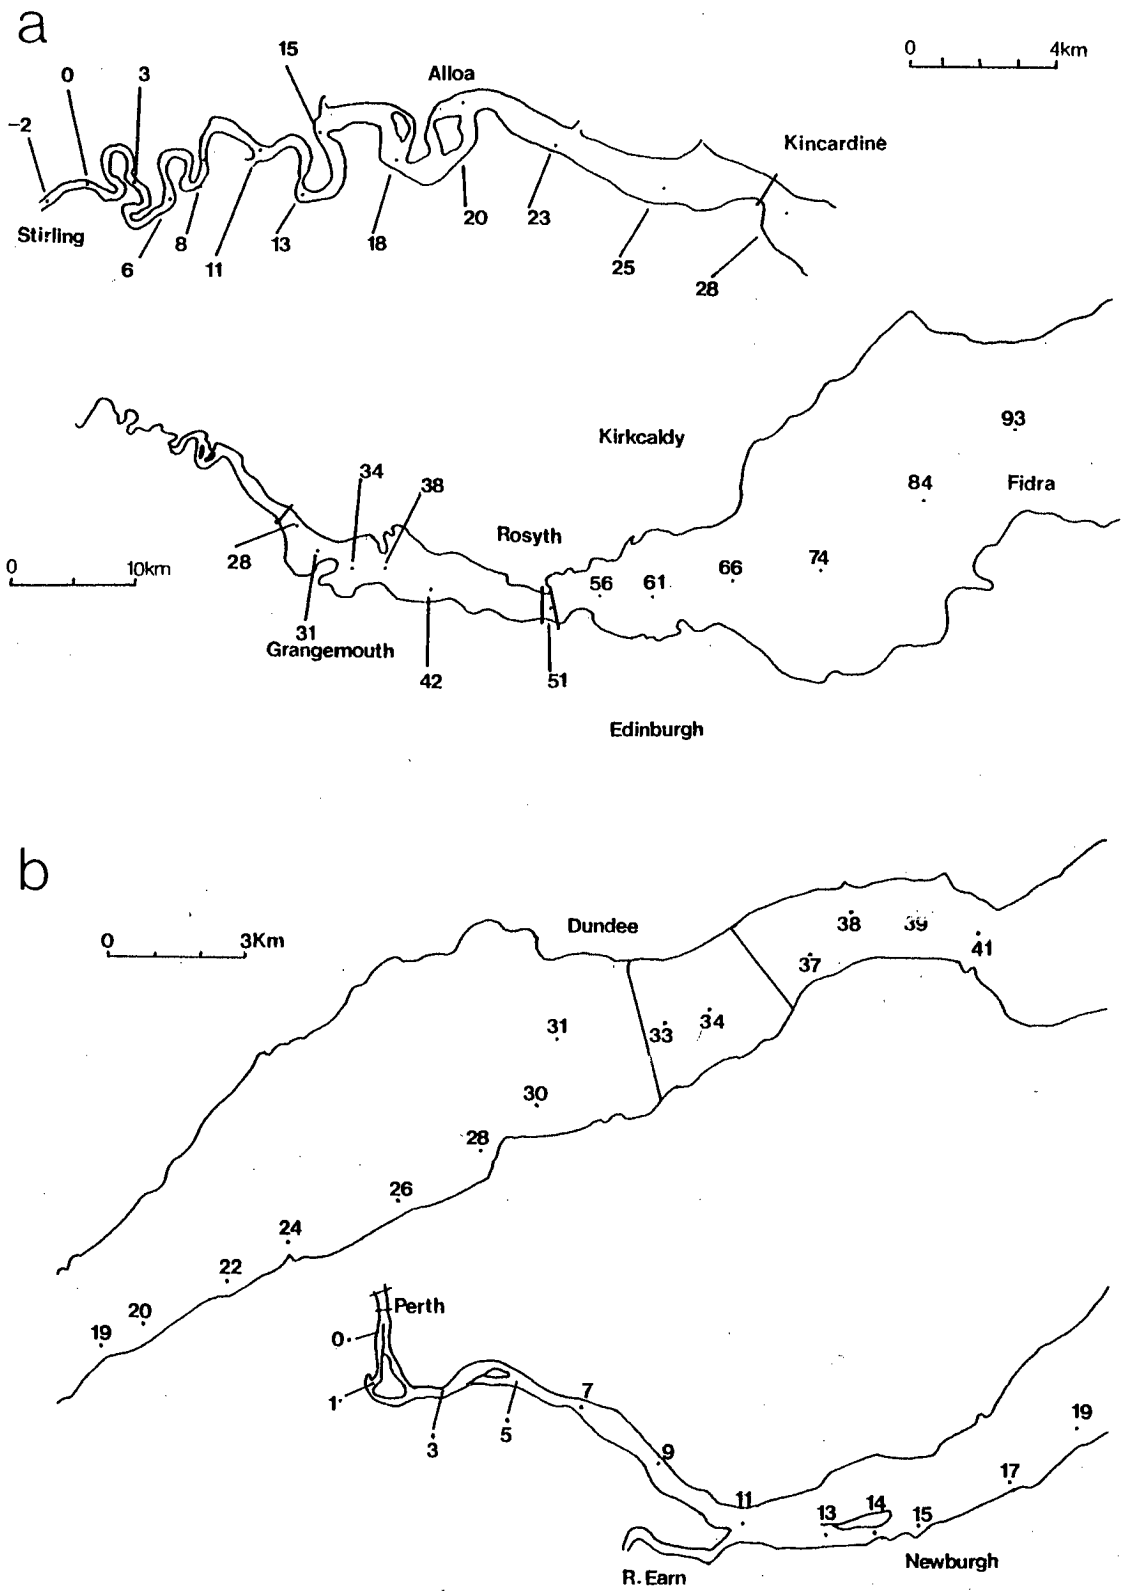 a
0 4km
15
Alloa
0 3
-2
Kincardine
Stirling
6 8 11 13 18 20 23 25 28
93
Kirkcaldy
84 Fidra
34 38
Rosyth
0 10km
28
56 61 66 74
31
Grangemouth
42 51
Edinburgh
b
0 3Km
Dundee
38 39 41
37
31 33 34
30
28
26
24
22
20
19
Perth
0
1
3 5 7
9
19
17
11 13 14 15
Newburgh
R. Earn